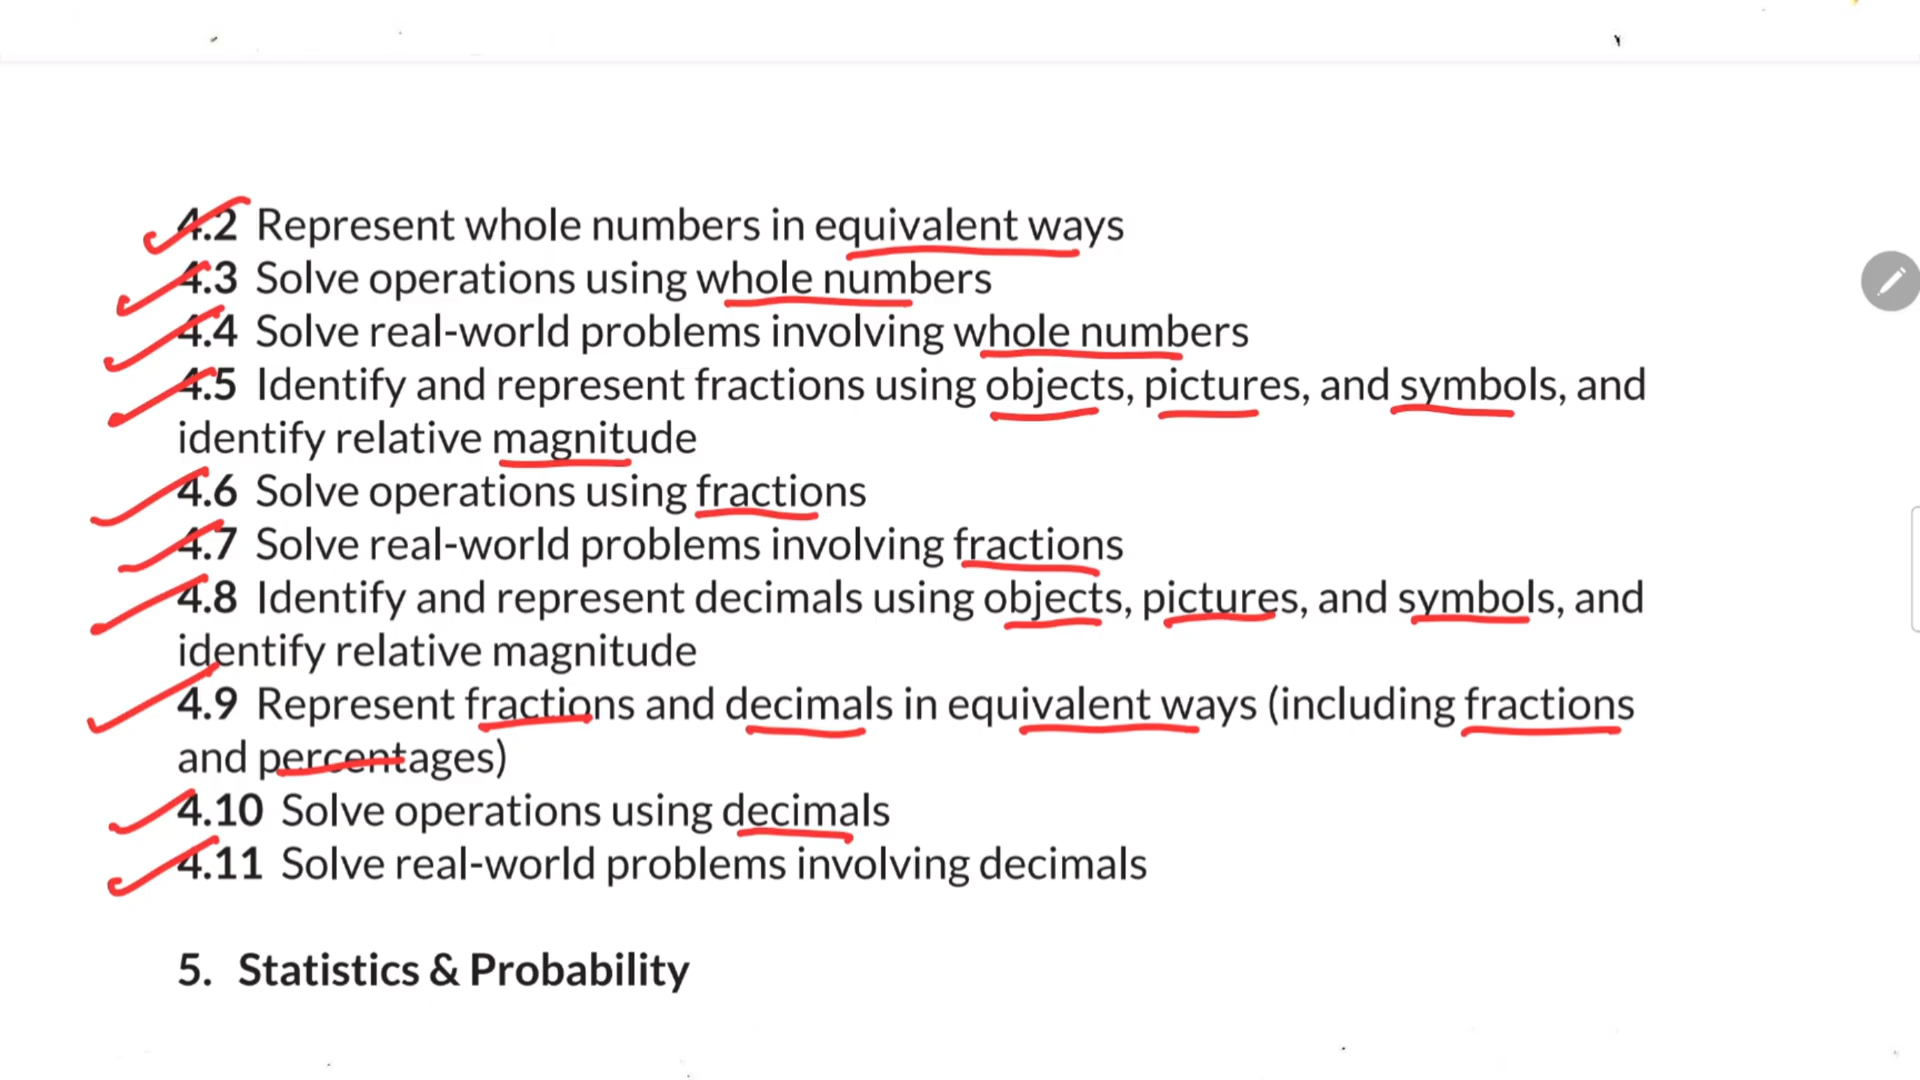 4.2 Represent whole numbers in equivalent ways
4.3 Solve operations using whole numbers
4.4 Solve real-world problems involving whole numbers
4.5 Identify and represent fractions using objects, pictures, and symbols, and
identify relative magnitude
4.6 Solve operations using fractions
4.7 Solve real-world problems involving fractions
4.8 Identify and represent decimals using objects, pictures, and symbols, and
identify relative magnitude
4.9 Represent fractions and decimals in equivalent ways (including fractions
and percentages)
4.10 Solve operations using decimals
4.11 Solve real-world problems involving decimals
5. Statistics & Probability